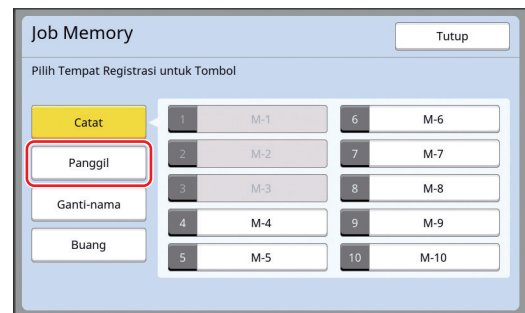 Job Memory
Tutup
Pilih Tempat Registrasi untuk Tombol
Catat
Panggil
Ganti-nama
Buang
1 M-1
2 M-2
3 M-3
4 M-4
5 M-5
6 M-6
7 M-7
8 M-8
9 M-9
10 M-10